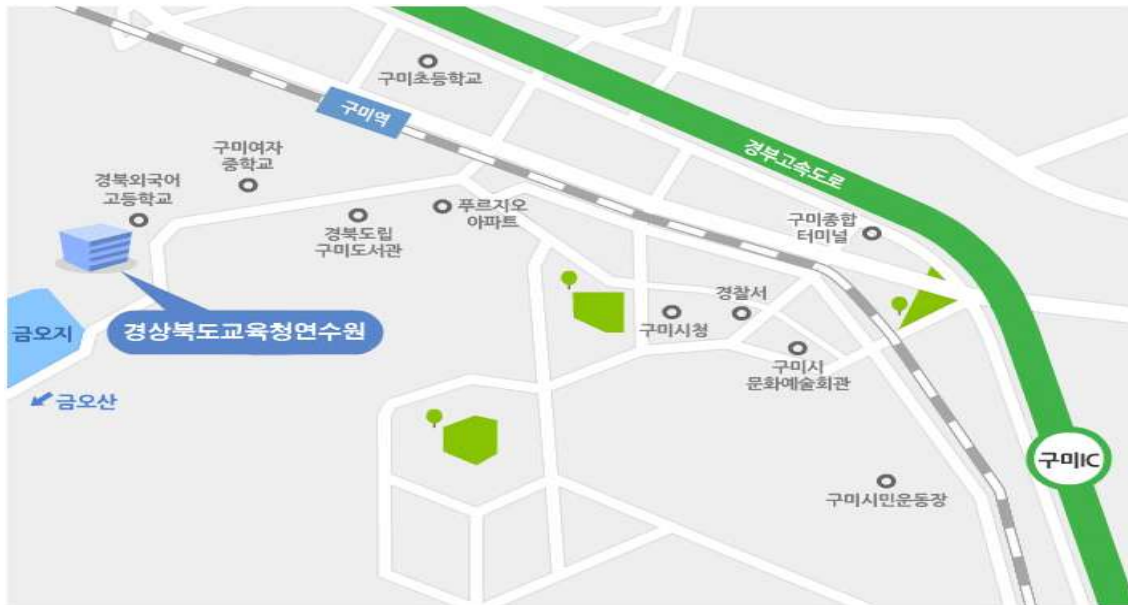 구미초등학교
구미역
경부고속도로
구미여자
중학교
경북외국어
고등학교
푸르지오
아파트
구미종합
터미널
경북도립
구미도서관
경찰서
구미시청
금오지
경상북도교육청연수원
구미시
문화예술회관
금오산
구미IC
구미시민운동장